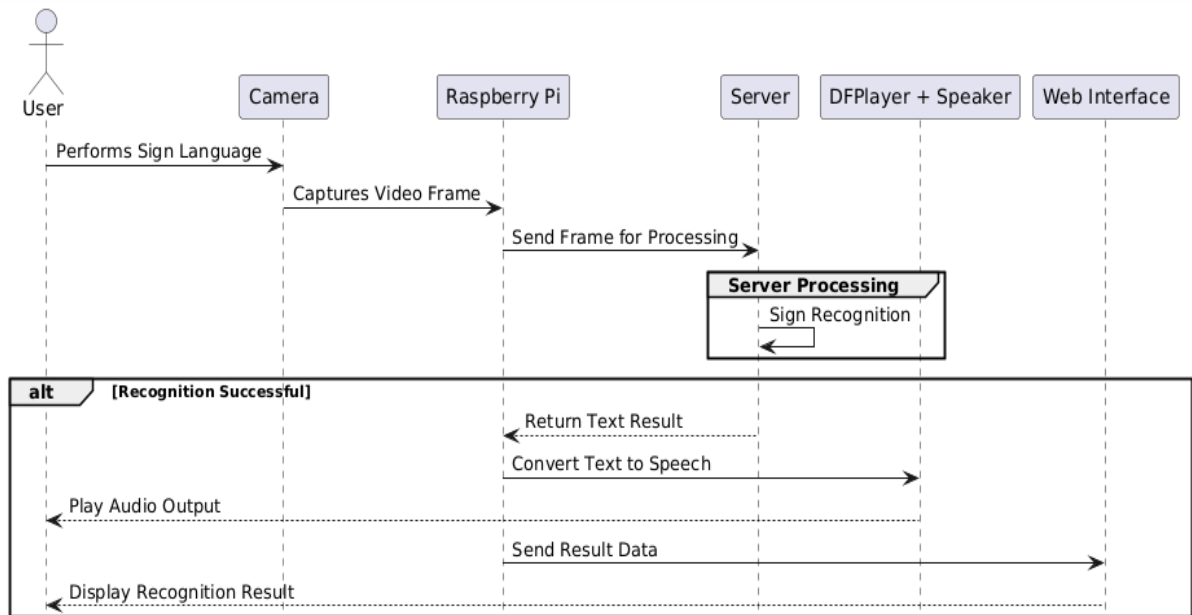 User
Camera
Raspberry Pi
Server
DFPlayer + Speaker
Web Interface
Performs Sign Language
Captures Video Frame
Send Frame for Processing
Server Processing
Sign Recognition
alt [Recognition Successful]
Return Text Result
Convert Text to Speech
Play Audio Output
Send Result Data
Display Recognition Result